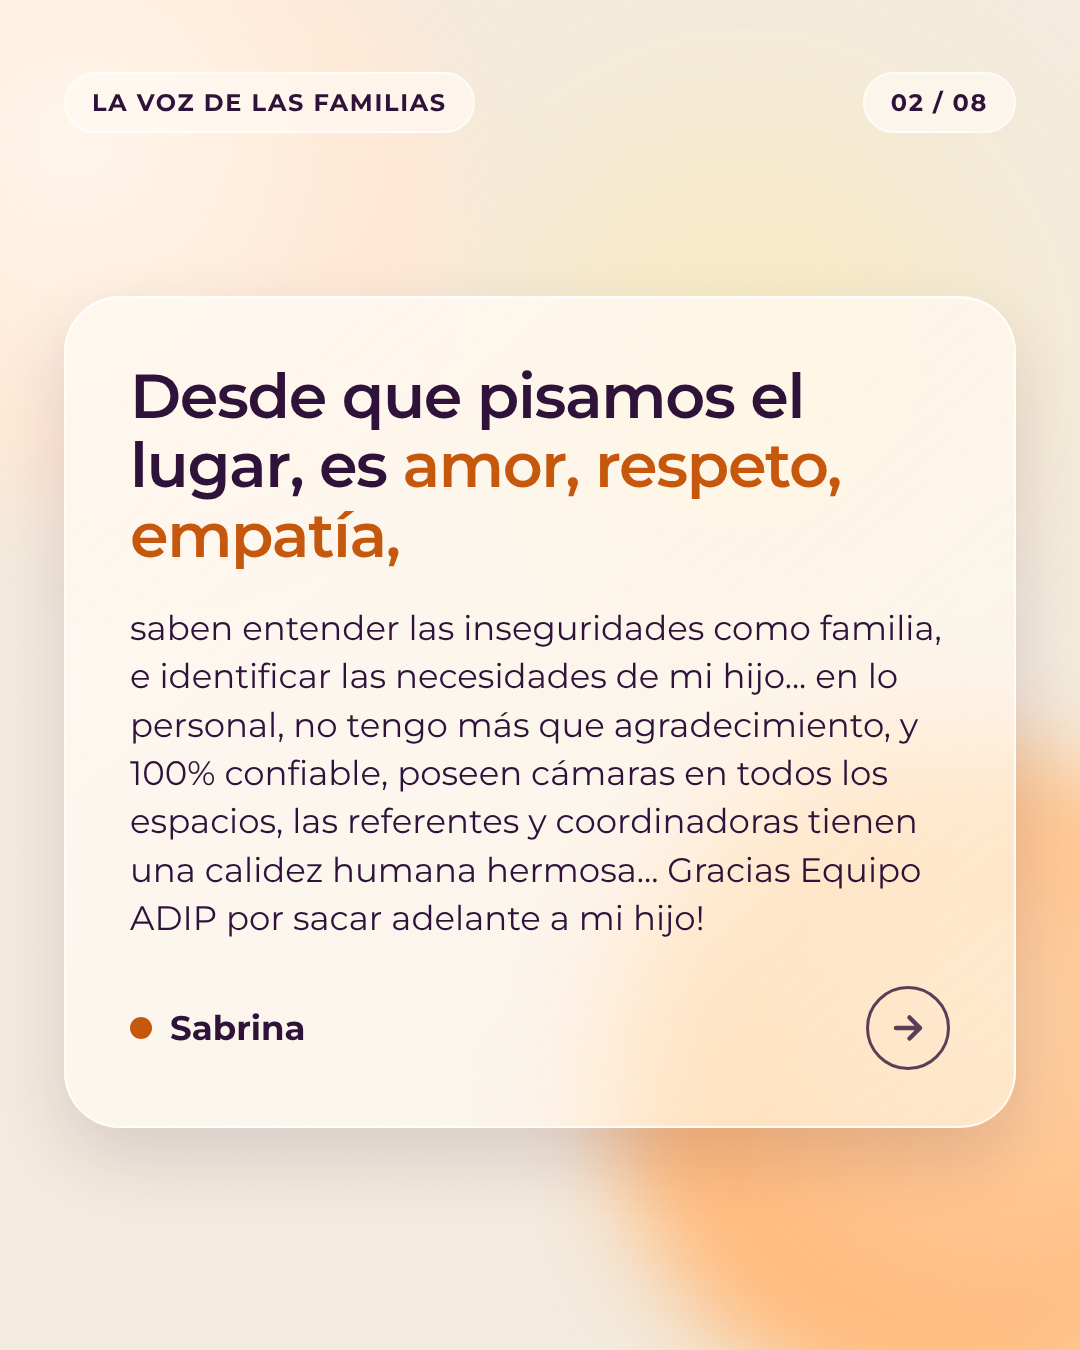 LA VOZ DE LAS FAMILIAS
02 / 08
Desde que pisamos el
lugar, es amor, respeto,
empatía,
saben entender las inseguridades como familia,
e identificar las necesidades de mi hijo... en lo
personal, no tengo más que agradecimiento, y
100% confiable, poseen cámaras en todos los
espacios, las referentes y coordinadoras tienen
una calidez humana hermosa... Gracias Equipo
ADIP por sacar adelante a mi hijo!
Sabrina